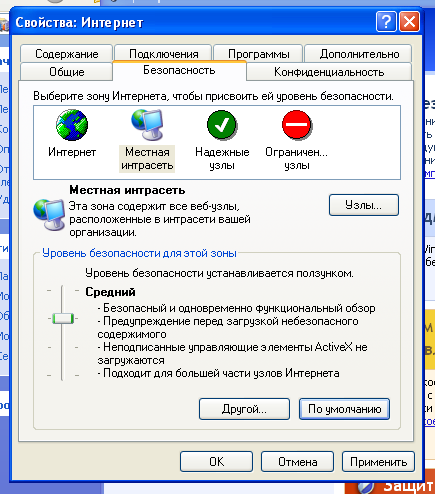 Свойства: Интернет
Содержание
Подключения
Программы
Дополнительно
Общие
Безопасность
Конфиденциальность
Выберите зону Интернета, чтобы присвоить ей уровень безопасности.
Интернет
Местная
интрасеть
Надежные
узлы
Ограничен...
узлы
Местная интрасеть
Эта зона содержит все веб-узлы,
расположенные в интрасети вашей
организации.
Узлы...
Уровень безопасности для этой зоны
Уровень безопасности устанавливается ползунком.
Средний
- Безопасный и одновременно функциональный обзор
- Предупреждение перед загрузкой небезопасного
содержимого
- Неподписанные управляющие элементы ActiveX не
загружаются
- Подходит для большей части узлов Интернета
Другой...
По умолчанию
OK
Отмена
Применить
Защит